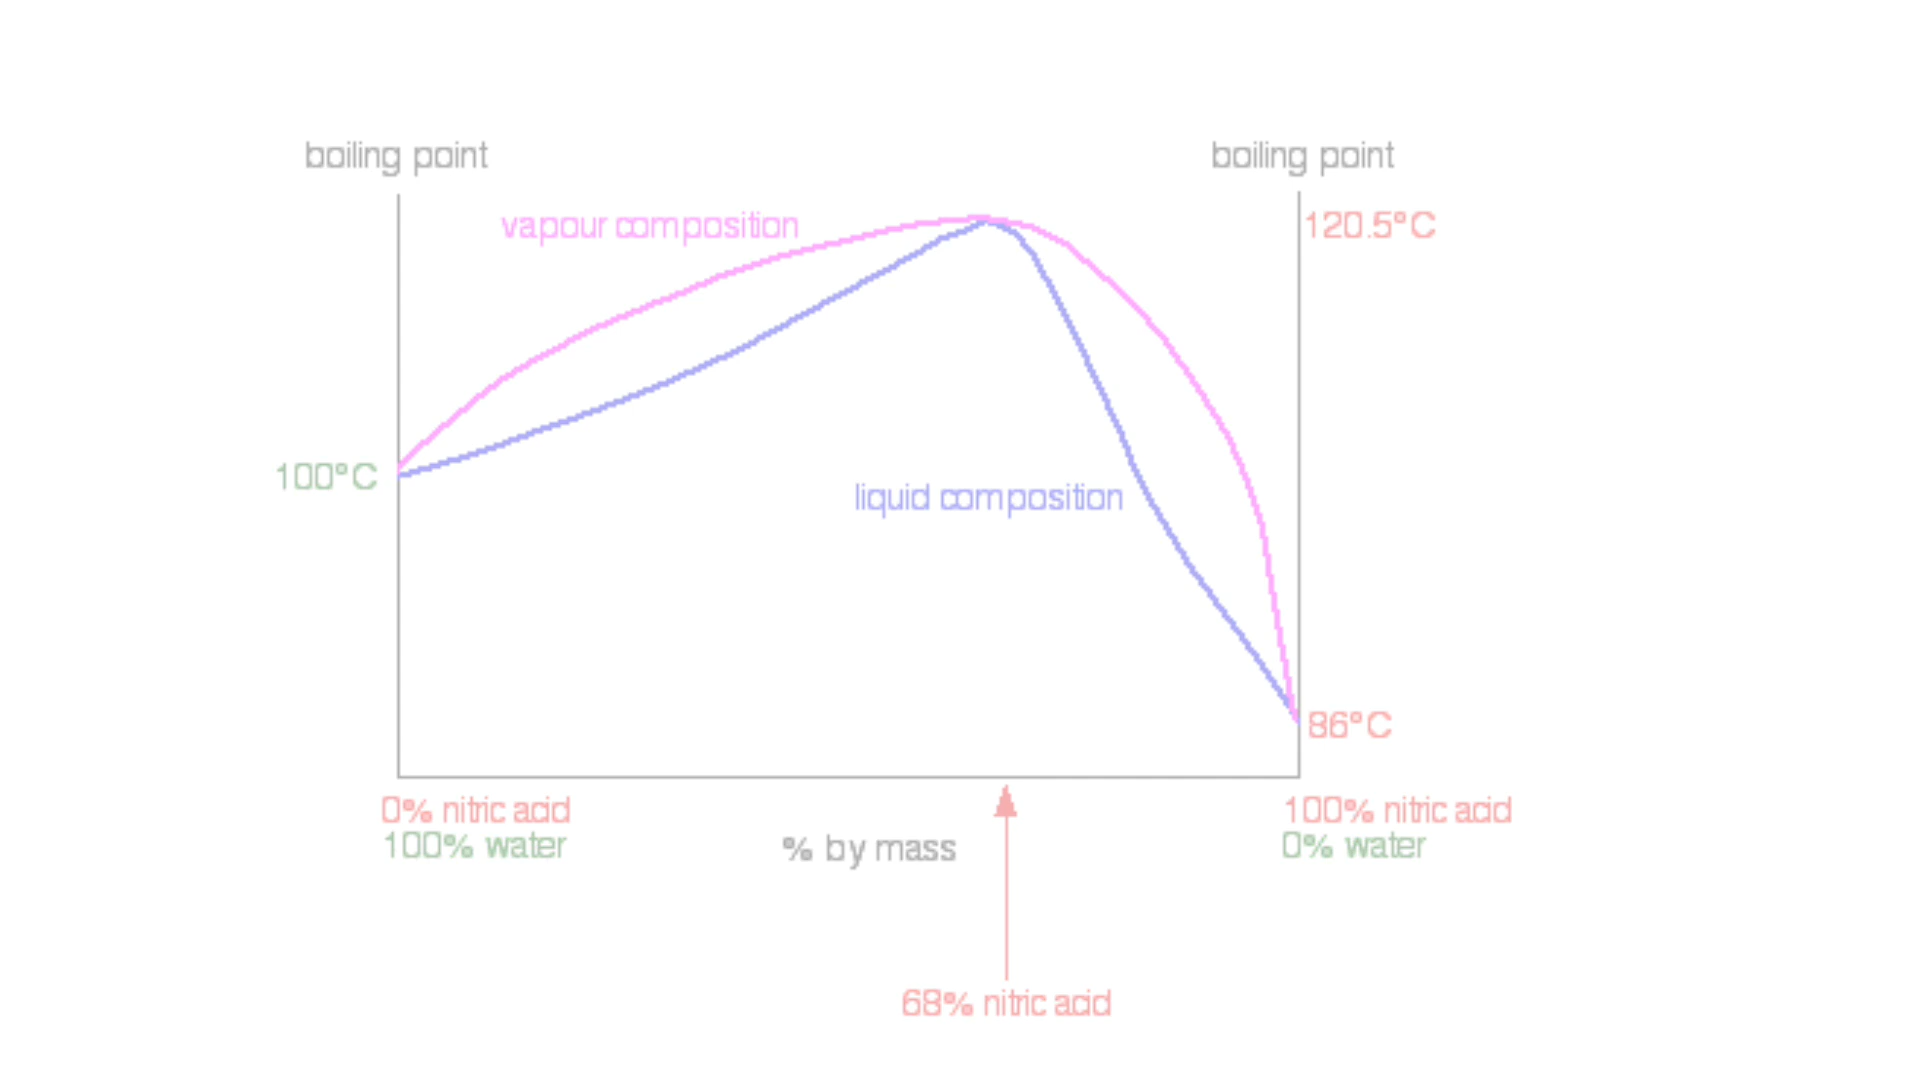 boiling point
boiling point
vapour composition
120.5°C
100°C
liquid composition
86°C
0% nitric acid
100% water
% by mass
100% nitric acid
0% water
68% nitric acid